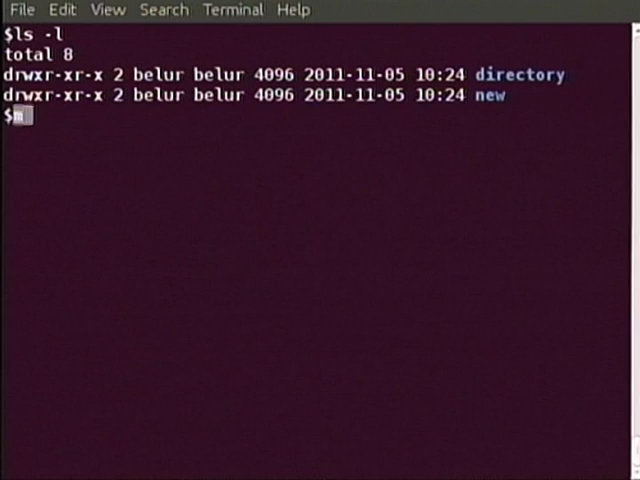 File Edit View Search Terminal Help
$ls -l
total 8
drwxr-xr-x 2 belur belur 4096 2011-11-05 10:24 directory
drwxr-xr-x 2 belur belur 4096 2011-11-05 10:24 new
$m